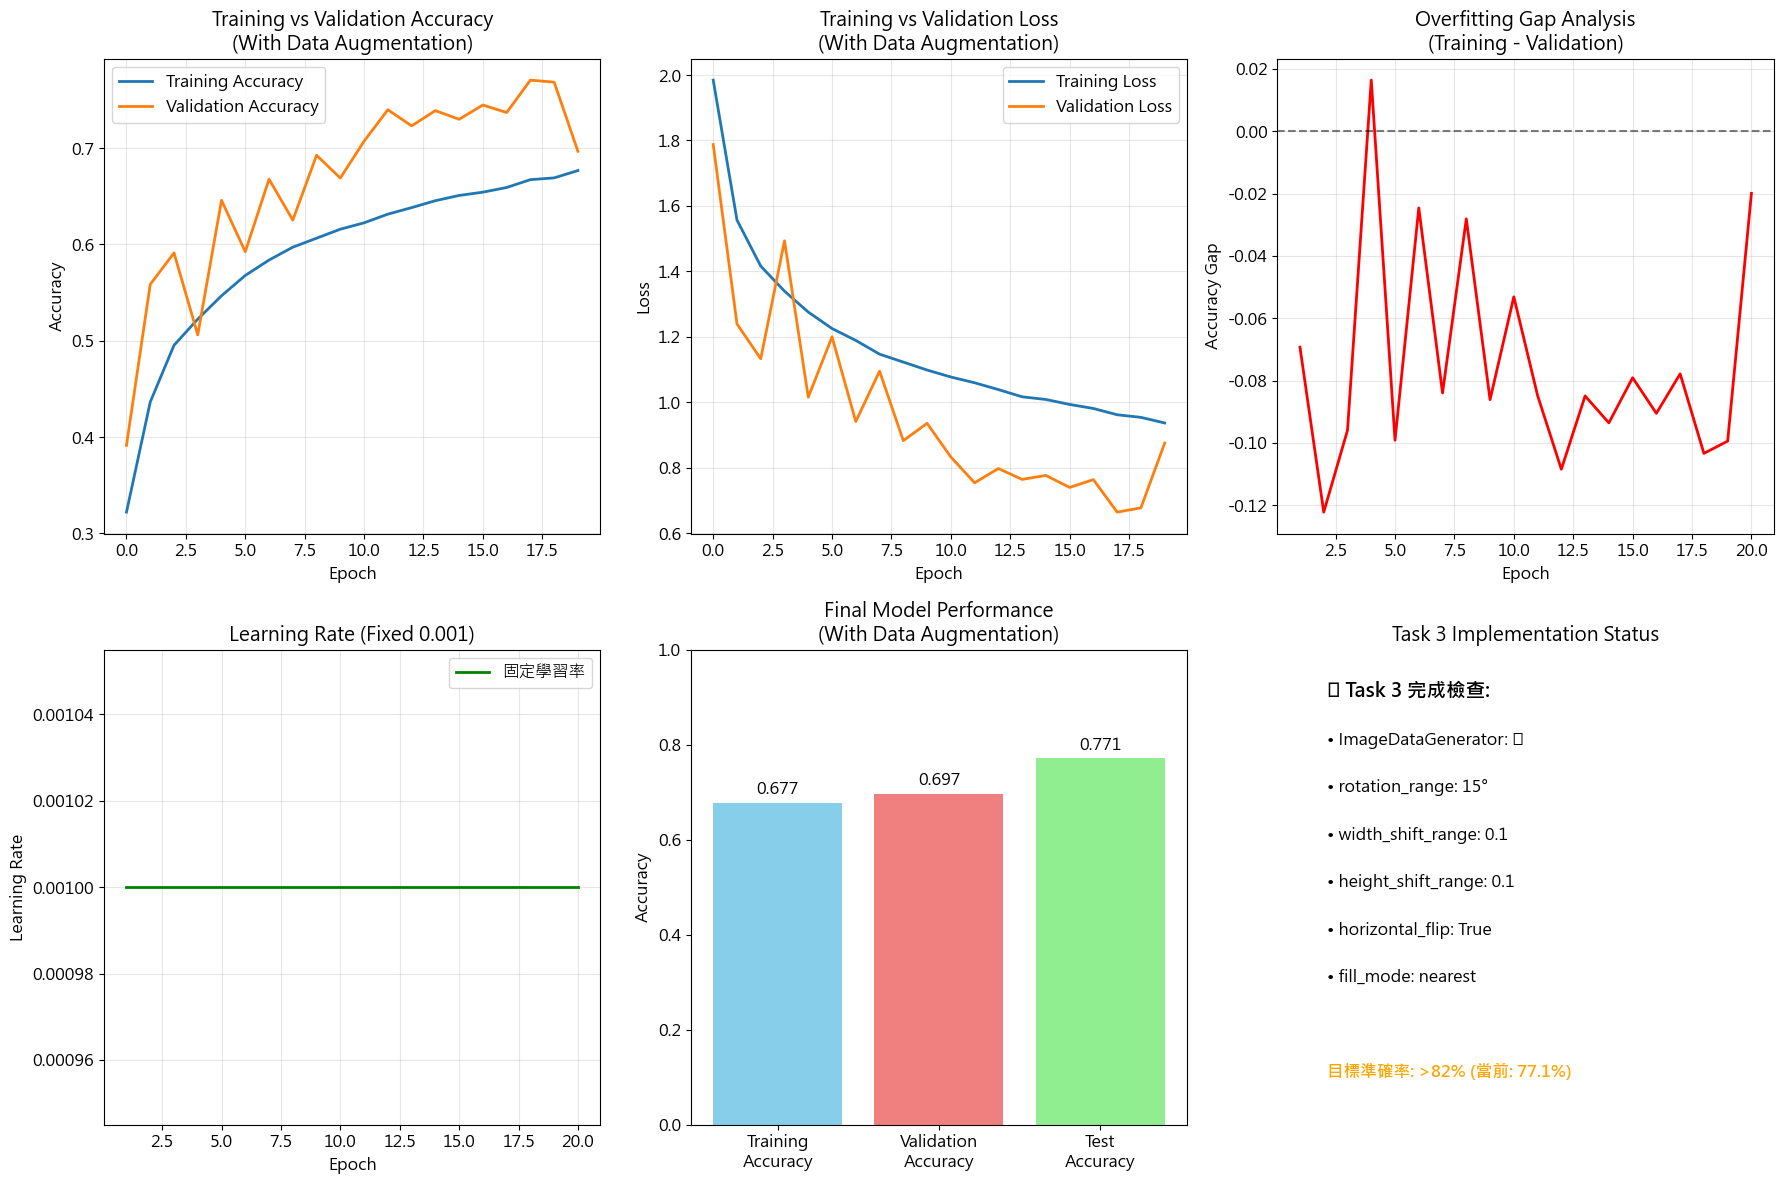 Training vs Validation Accuracy
(With Data Augmentation)
Training Accuracy
Validation Accuracy
Accuracy
0.7
0.6
0.5
0.4
0.3
0.0 2.5 5.0 7.5 10.0 12.5 15.0 17.5
Epoch
Training vs Validation Loss
(With Data Augmentation)
Training Loss
Validation Loss
Loss
2.0
1.8
1.6
1.4
1.2
1.0
0.8
0.6
0.0 2.5 5.0 7.5 10.0 12.5 15.0 17.5
Epoch
Overfitting Gap Analysis
(Training - Validation)
Accuracy Gap
0.02
0.00
-0.02
-0.04
-0.06
-0.08
-0.10
-0.12
2.5 5.0 7.5 10.0 12.5 15.0 17.5 20.0
Epoch
Learning Rate (Fixed 0.001)
固定學習率
Learning Rate
0.00104
0.00102
0.00100
0.00098
0.00096
2.5 5.0 7.5 10.0 12.5 15.0 17.5 20.0
Epoch
Final Model Performance
(With Data Augmentation)
Accuracy
1.0
0.8
0.6
0.4
0.2
0.0
0.677
0.697
0.771
Training
Accuracy
Validation
Accuracy
Test
Accuracy
Task 3 Implementation Status
▯ Task 3 完成檢查:
• ImageDataGenerator: ▯
• rotation_range: 15°
• width_shift_range: 0.1
• height_shift_range: 0.1
• horizontal_flip: True
• fill_mode: nearest
目標準確率: >82% (當前: 77.1%)